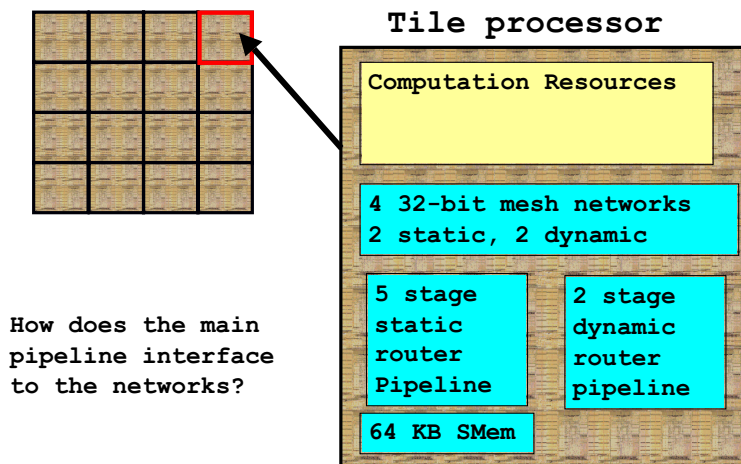 Tile processor
Computation Resources
4 32-bit mesh networks
2 static, 2 dynamic
5 stage
static
router
Pipeline
2 stage
dynamic
router
pipeline
64 KB SMem
How does the main
pipeline interface
to the networks?